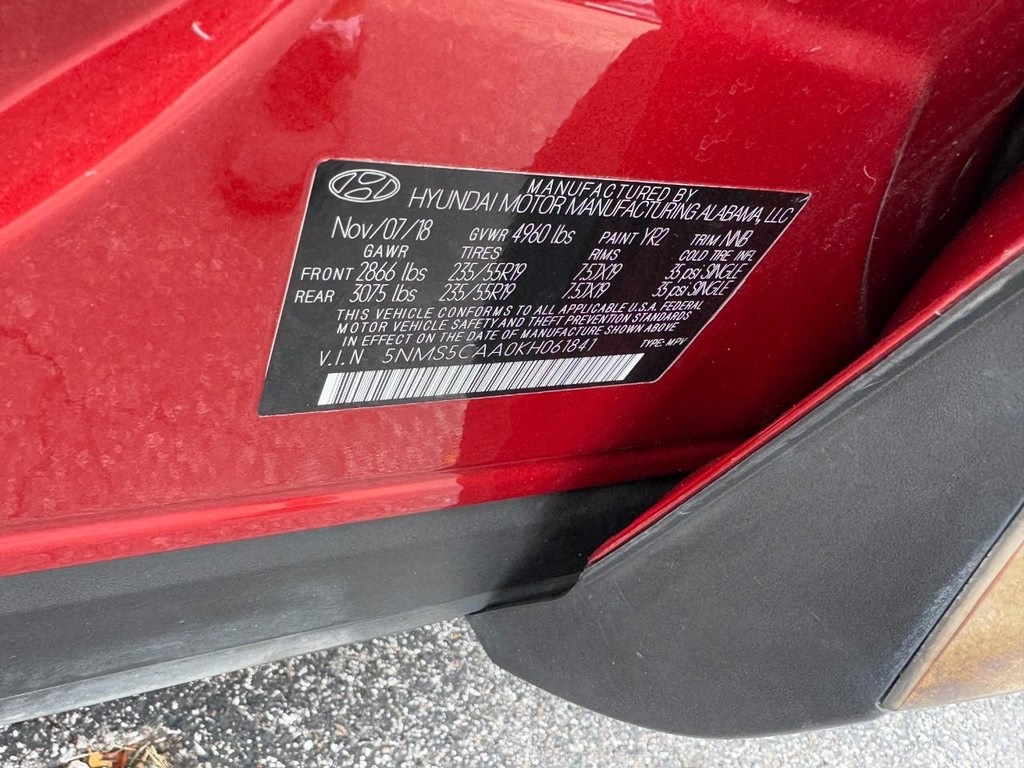 MANUFACTURED BY
HYUNDAI MOTOR MANUFACTURING ALABAMA, LLC
Nov/07/18 GVWR 4960 lbs PAINT YR2 TRIM NNB
GAWR TIRES RIMS COLD TIRE INFL
FRONT 2866 lbs 235/55R19 7.5JX19 35 psi SINGLE
REAR 3075 lbs 235/55R19 7.5JX19 35 psi SINGLE
THIS VEHICLE CONFORMS TO ALL APPLICABLE U.S.A. FEDERAL
MOTOR VEHICLE SAFETY AND THEFT PREVENTION STANDARDS
IN EFFECT ON THE DATE OF MANUFACTURE SHOWN ABOVE
V.I.N 5NMS5CAA0KH061841 TYPE: MPV